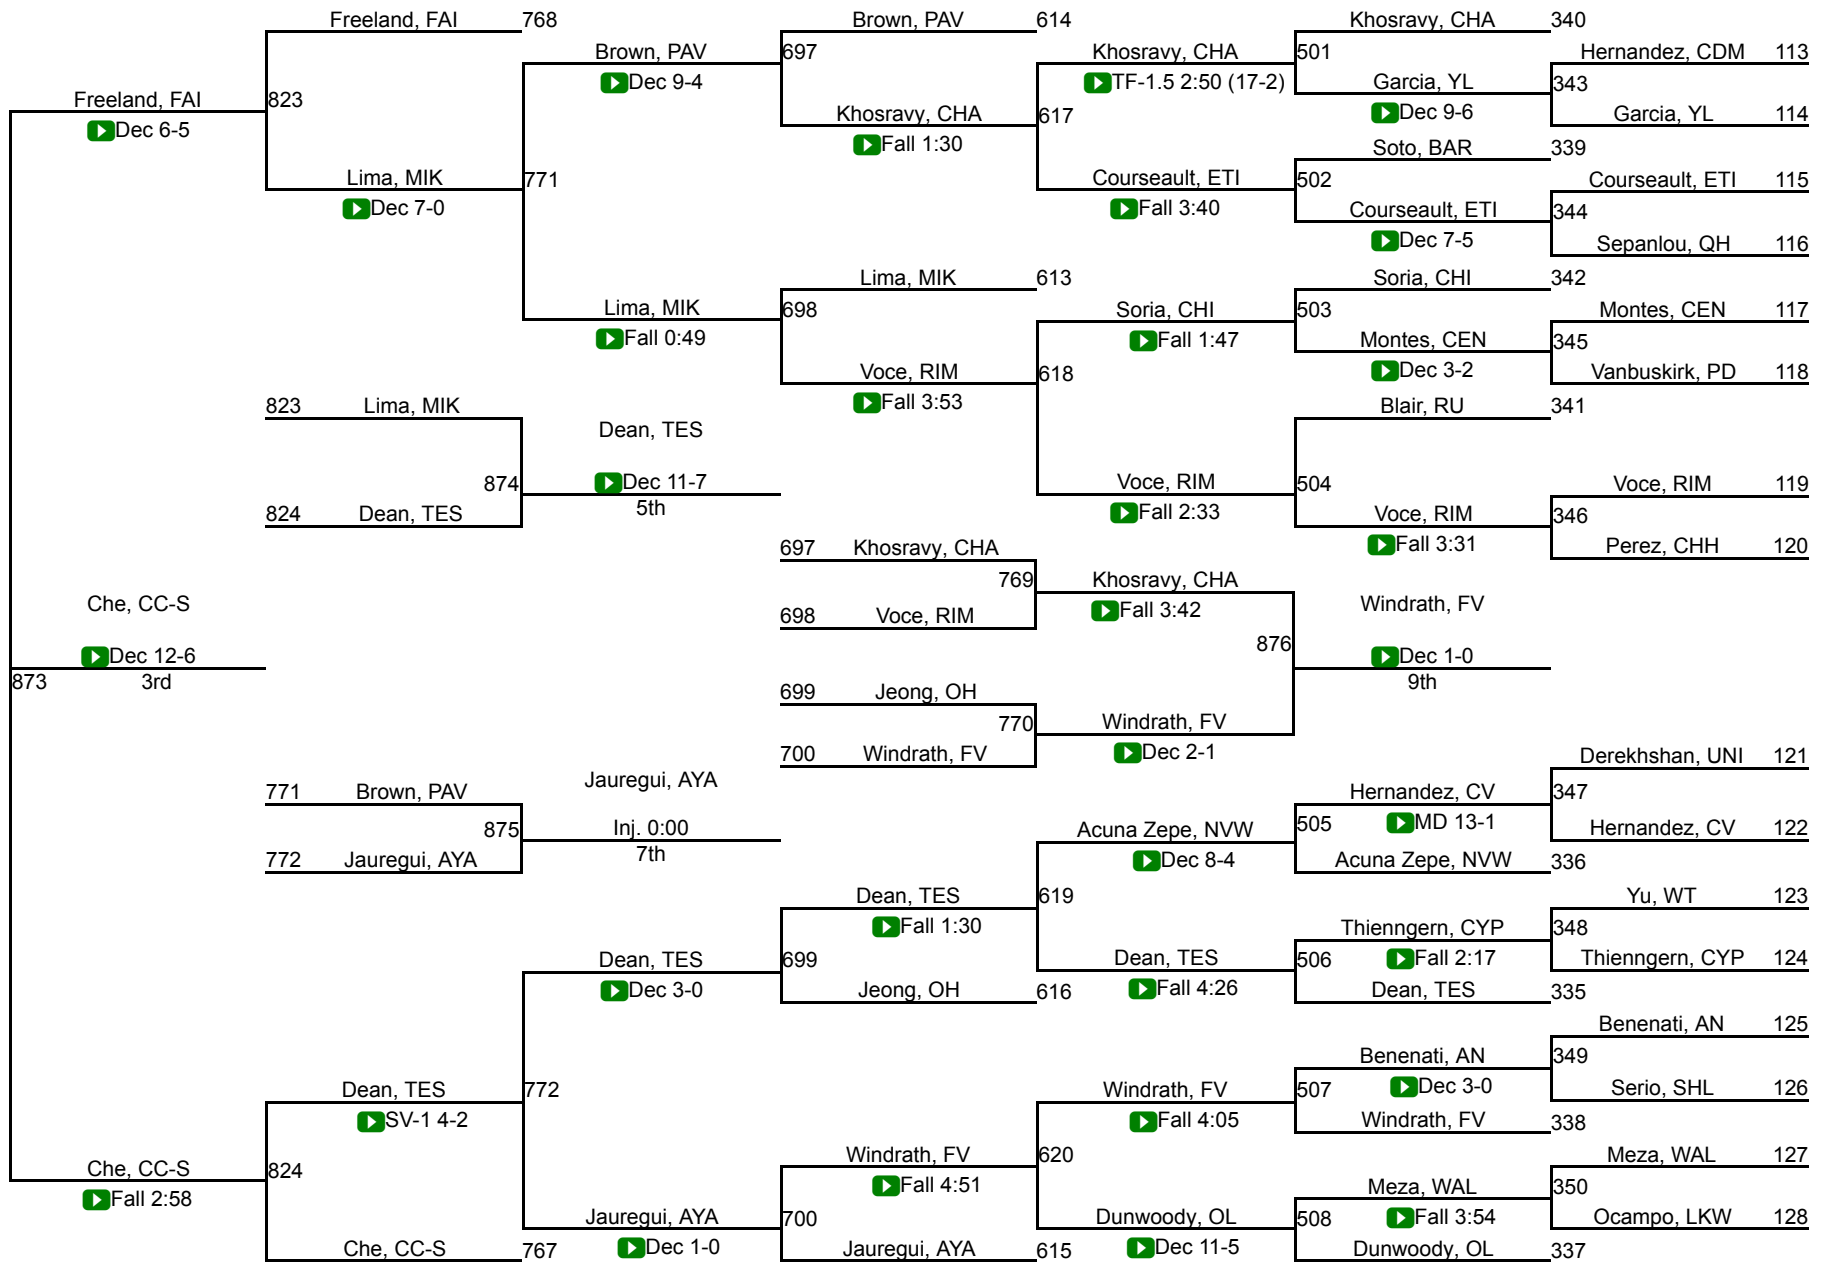 Freeland, FAI 768 Brown, PAV 614 Khosravy, CHA 340
Brown, PAV 697 Khosravy, CHA 501 Hernandez, CDM 113
Dec 9-4 TF-1.5 2:50 (17-2) Garcia, YL 343
Freeland, FAI 823 Khosravy, CHA 617 Dec 9-6 Garcia, YL 114
Dec 6-5 Fall 1:30 Soto, BAR 339
Lima, MIK 771 Courseault, ETI 502 Courseault, ETI 115
Dec 7-0 Fall 3:40 Courseault, ETI 344
Dec 7-5 Sepanlou, QH 116
Lima, MIK 613 Soria, CHI 342
Lima, MIK 698 Soria, CHI 503 Montes, CEN 117
Fall 0:49 Fall 1:47 Montes, CEN 345
Voce, RIM 618 Dec 3-2 Vanbuskirk, PD 118
823 Lima, MIK Fall 3:53 Blair, RU 341
Dean, TES
874 Dec 11-7 Voce, RIM 504 Voce, RIM 119
5th
824 Dean, TES Fall 2:33 Voce, RIM 346
697 Khosravy, CHA Fall 3:31 Perez, CHH 120
769 Khosravy, CHA
Che, CC-S 698 Voce, RIM Fall 3:42 Windrath, FV
876
Dec 12-6 Dec 1-0
873 3rd 9th
699 Jeong, OH
770 Windrath, FV
700 Windrath, FV Dec 2-1 Derekhshan, UNI 121
771 Brown, PAV Jauregui, AYA Hernandez, CV 347
875 Inj. 0:00 Acuna Zepe, NVW 505 MD 13-1 Hernandez, CV 122
7th
772 Jauregui, AYA Dec 8-4 Acuna Zepe, NVW 336
Dean, TES 619 Yu, WT 123
Fall 1:30 Thienngern, CYP 348
Dean, TES 699 Dean, TES 506 Fall 2:17 Thienngern, CYP 124
Dec 3-0 Jeong, OH 616 Fall 4:26 Dean, TES 335
Benenati, AN 125
Benenati, AN 349
Dean, TES 772 Windrath, FV 507 Dec 3-0 Serio, SHL 126
SV-1 4-2 Fall 4:05 Windrath, FV 338
Che, CC-S 824 Windrath, FV 620 Meza, WAL 127
Fall 2:58 Fall 4:51 Meza, WAL 350
Jauregui, AYA 700 Dunwoody, OL 508 Fall 3:54 Ocampo, LKW 128
Che, CC-S 767 Dec 1-0 Jauregui, AYA 615 Dec 11-5 Dunwoody, OL 337